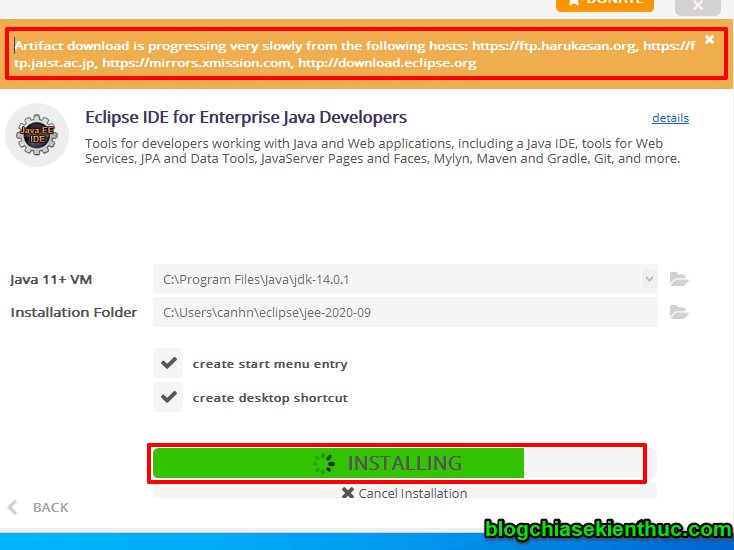 DONATE
Artifact download is progressing very slowly from the following hosts: https://ftp.harukasan.org, https://f
tp.jaist.ac.jp, https://mirrors.xmission.com, http://download.eclipse.org
Java EE
IDE
Eclipse IDE for Enterprise Java Developers
details
Tools for developers working with Java and Web applications, including a Java IDE, tools for Web
Services, JPA and Data Tools, JavaServer Pages and Faces, Mylyn, Maven and Gradle, Git, and more.
Java 11+ VM
C:\Program Files\Java\jdk-14.0.1
Installation Folder
C:\Users\canhn\eclipse\jee-2020-09
create start menu entry
create desktop shortcut
INSTALLING
Cancel Installation
BACK
blogchiasekienthuc.com